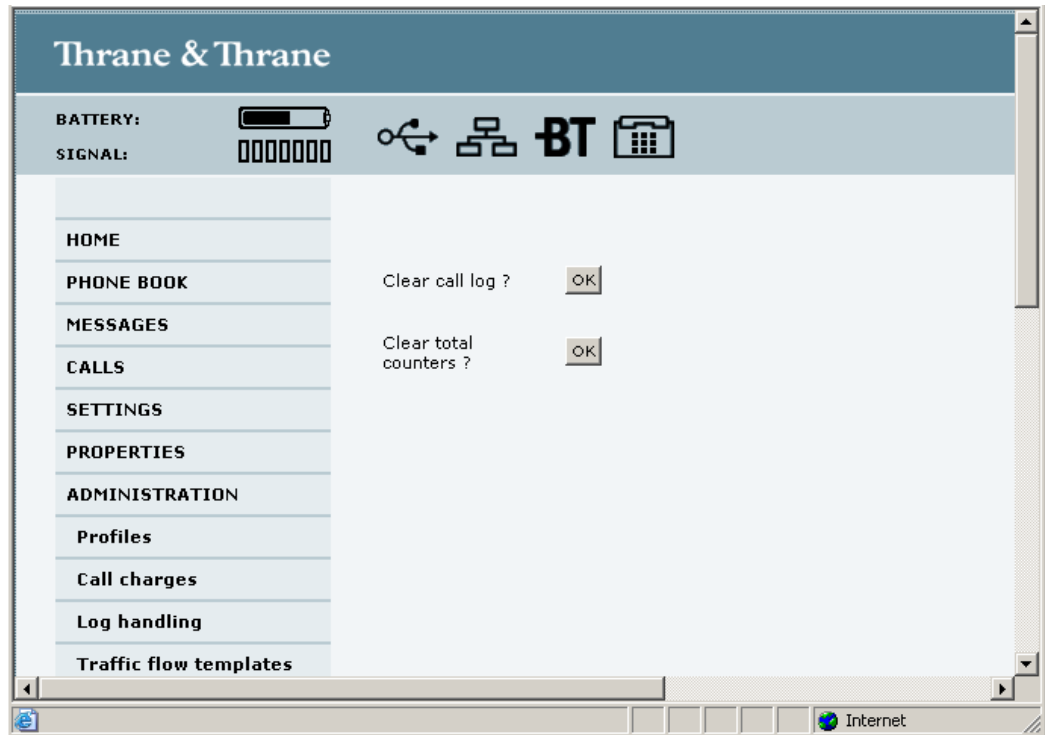 Thrane & Thrane
BATTERY:
SIGNAL:
BT
HOME
PHONE BOOK
MESSAGES
CALLS
SETTINGS
PROPERTIES
ADMINISTRATION
Profiles
Call charges
Log handling
Traffic flow templates
Clear call log ? OK
Clear total
counters ? OK
Internet